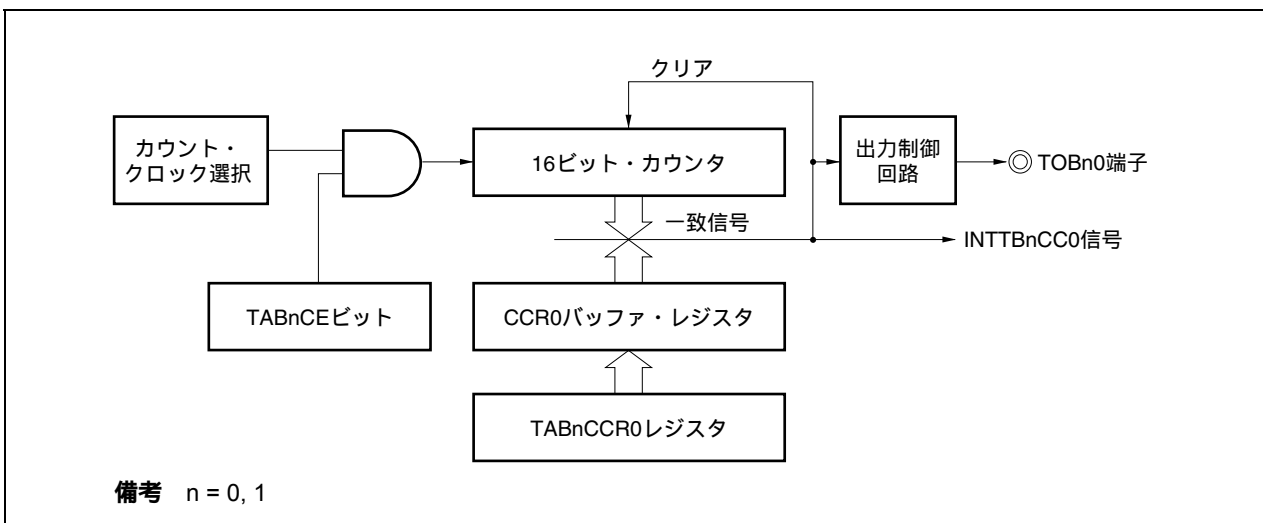 クリア
カウント・
クロック選択
16ビット・カウンタ
出力制御
回路
TOBn0端子
一致信号
INTTBnCC0信号
TABnCEビット
CCR0バッファ・レジスタ
TABnCCR0レジスタ
備考 n = 0, 1